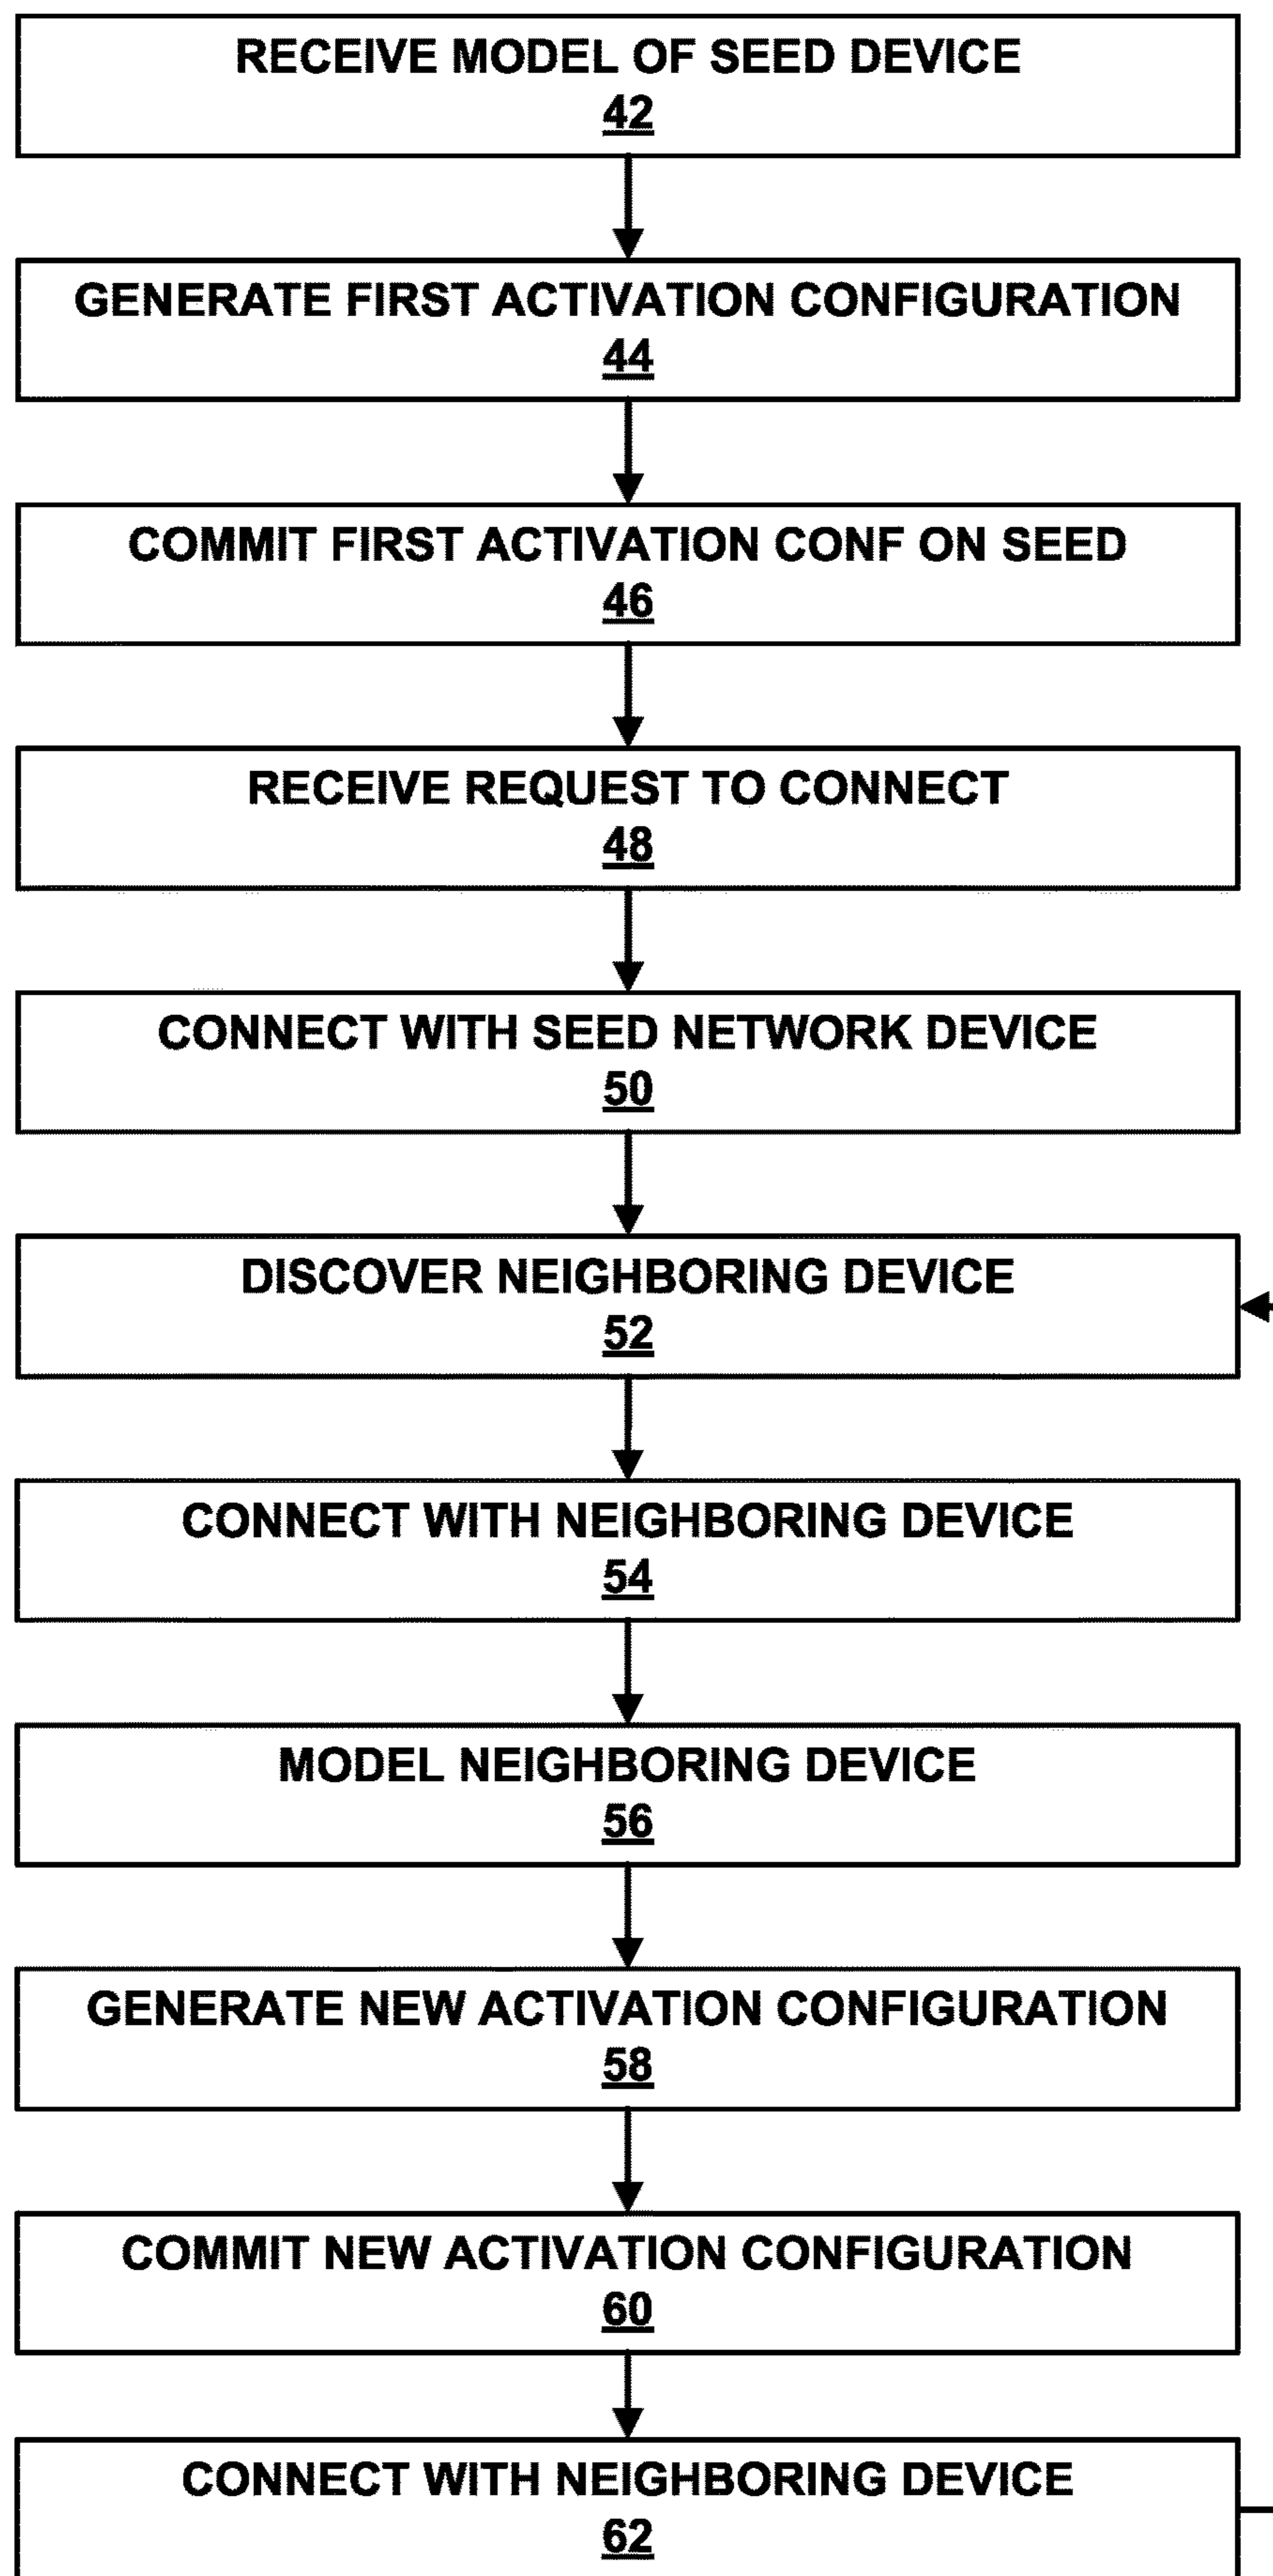 RECEIVE MODEL OF SEED DEVICE
42
GENERATE FIRST ACTIVATION CONFIGURATION
44
COMMIT FIRST ACTIVATION CONF ON SEED
46
RECEIVE REQUEST TO CONNECT
48
CONNECT WITH SEED NETWORK DEVICE
50
DISCOVER NEIGHBORING DEVICE
52
CONNECT WITH NEIGHBORING DEVICE
54
MODEL NEIGHBORING DEVICE
56
GENERATE NEW ACTIVATION CONFIGURATION
58
COMMIT NEW ACTIVATION CONFIGURATION
60
CONNECT WITH NEIGHBORING DEVICE
62